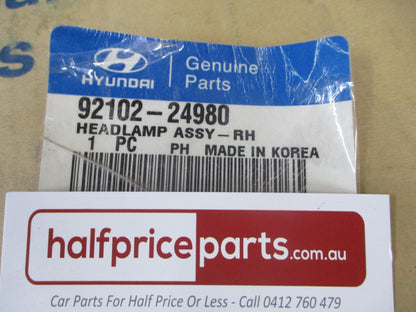 HYUNDAI
Genuine
Parts
92102-24980
HEADLAMP ASSY-RH
1 PC PH MADE IN KOREA
halfpriceparts.com.au
Car Parts For Half Price Or Less - Call 0412 760 479